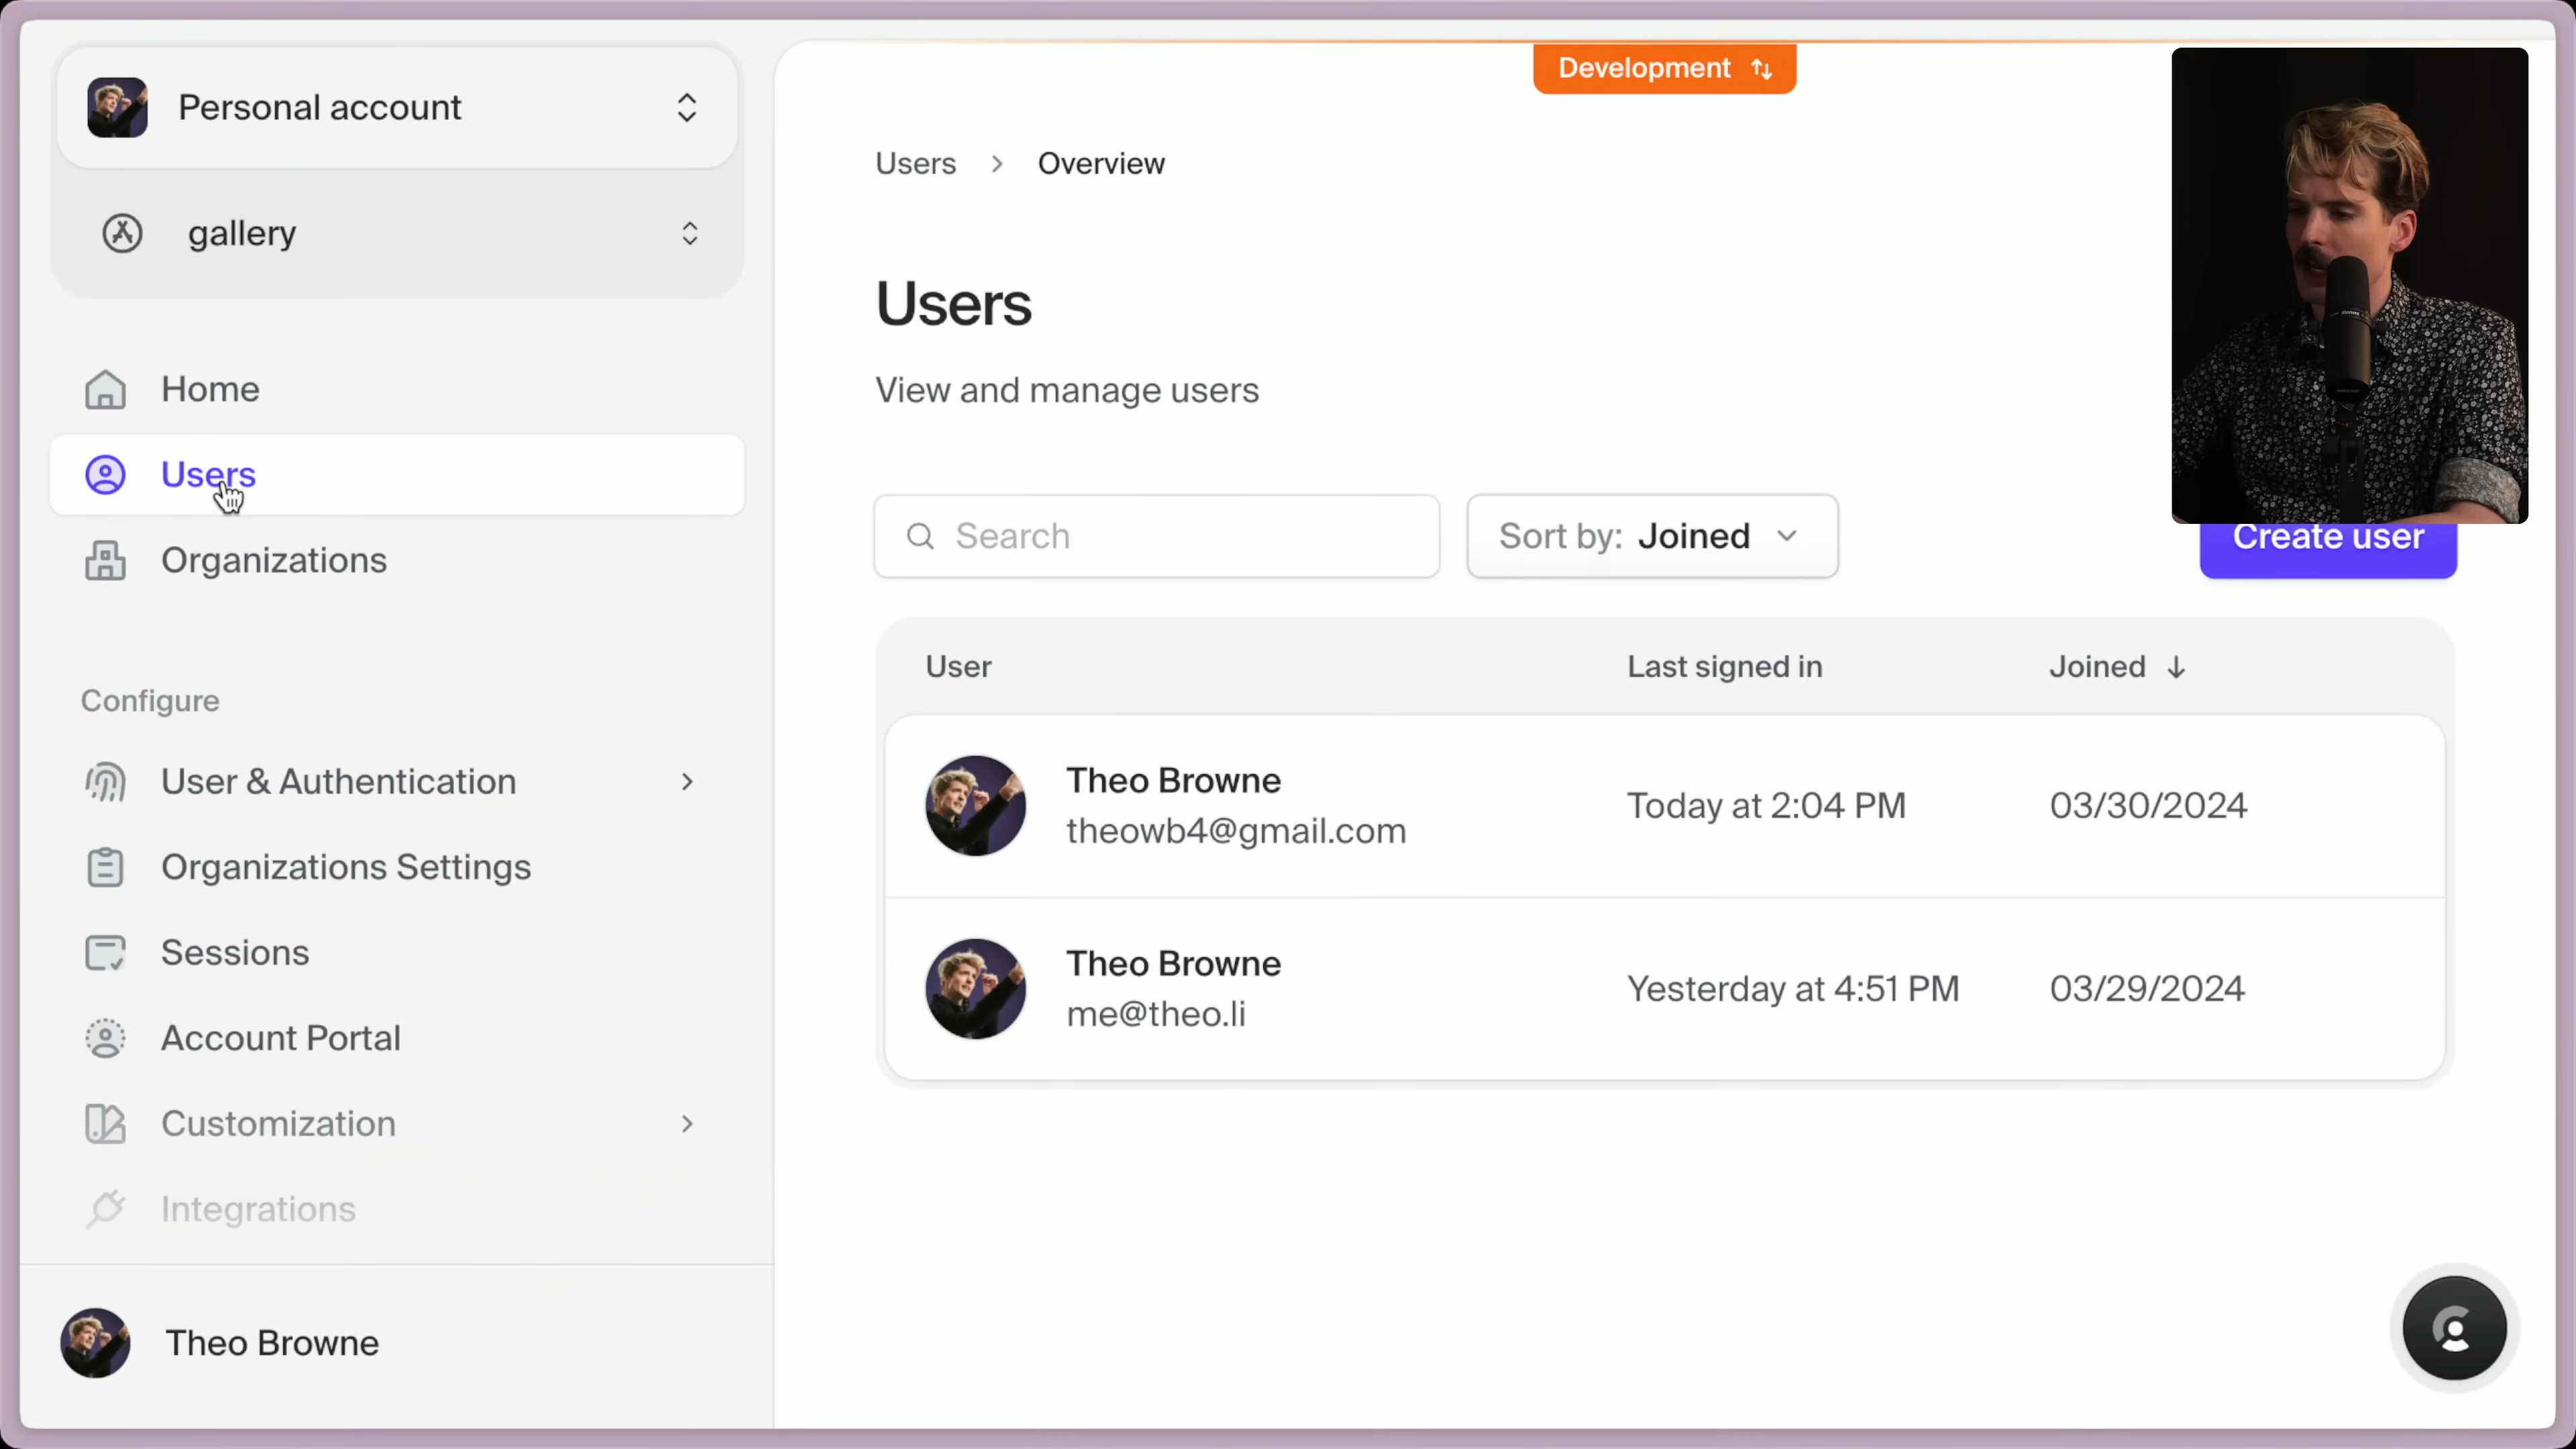 Personal account
gallery
Home
Users
Organizations
Configure
User & Authentication
Organizations Settings
Sessions
Account Portal
Customization
Integrations
Theo Browne
Development
Users > Overview
Users
View and manage users
Search
Sort by: Joined
Create user
User Last signed in Joined ↓
Theo Browne
theowb4@gmail.com
Today at 2:04 PM 03/30/2024
Theo Browne
me@theo.li
Yesterday at 4:51 PM 03/29/2024